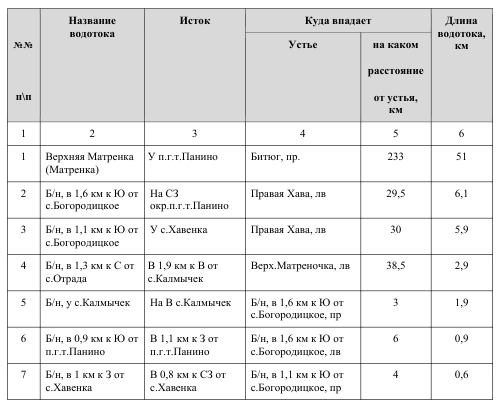 №№
п\п
Название
водотока
Исток
Куда впадает
Устье
на каком
расстояние
от устья,
км
Длина
водотока,
км
1 2 3 4 5 6
1 Верхняя Матренка У п.г.т.Панино Битюг, пр. 233 51
(Матренка)
2 Б/н, в 1,6 км к Ю от На СЗ Правая Хава, лв 29,5 6,1
с.Богородицкое окр.п.г.т.Панино
3 Б/н, в 1,1 км к Ю от У с.Хавенка Правая Хава, лв 30 5,9
с.Богородицкое
4 Б/н, в 1,3 км к С от В 1,9 км к В от Верх.Матреночка, лв 38,5 2,9
с.Отрада с.Калмычек
5 Б/н, у с.Калмычек На В с.Калмычек Б/н, в 1,6 км к Ю от 3 1,9
с.Богородицкое, пр
6 Б/н, в 0,9 км к Ю от В 1,1 км к З от Б/н, в 1,6 км к Ю от 6 0,9
п.г.т.Панино п.г.т.Панино с.Богородицкое, лв
7 Б/н, в 1 км к З от В 0,8 км к СЗ от Б/н, в 1,1 км к Ю от 4 0,6
с.Хавенка с.Хавенка с.Богородицкое, пр